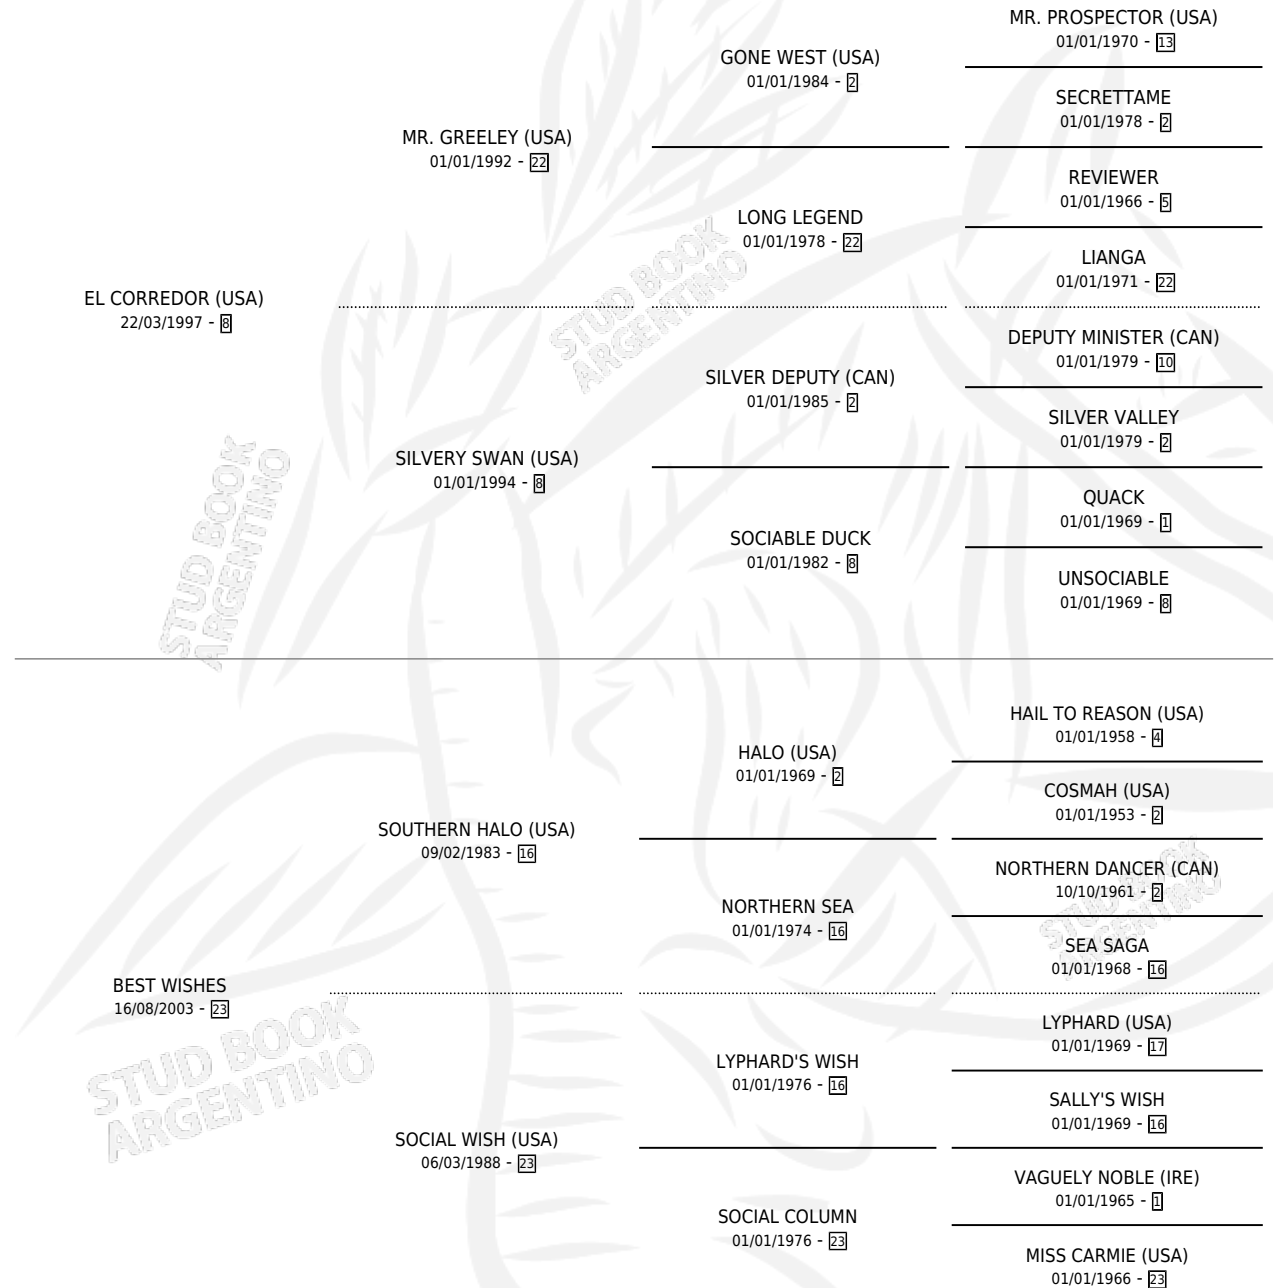 MR. PROSPECTOR (USA)
01/01/1970 - 13
GONE WEST (USA)
01/01/1984 - 2
SECRETTAME
01/01/1978 - 2
MR. GREELEY (USA)
01/01/1992 - 22
REVIEWER
01/01/1966 - 5
LONG LEGEND
01/01/1978 - 22
LIANGA
01/01/1971 - 22
EL CORREDOR (USA)
22/03/1997 - 8
STUD BOOK
ARGENTINO
DEPUTY MINISTER (CAN)
01/01/1979 - 10
SILVER DEPUTY (CAN)
01/01/1985 - 2
SILVER VALLEY
01/01/1979 - 2
SILVERY SWAN (USA)
01/01/1994 - 8
QUACK
01/01/1969 - 1
SOCIABLE DUCK
01/01/1982 - 8
UNSOCIABLE
01/01/1969 - 8
STUD BOOK
ARGENTINO
HAIL TO REASON (USA)
01/01/1958 - 4
HALO (USA)
01/01/1969 - 2
COSMAH (USA)
01/01/1953 - 2
SOUTHERN HALO (USA)
09/02/1983 - 16
NORTHERN DANCER (CAN)
10/10/1961 - 2
NORTHERN SEA
01/01/1974 - 16
STUD BOOK
ARGENTINO
SEA SAGA
01/01/1968 - 16
BEST WISHES
16/08/2003 - 23
STUD BOOK
ARGENTINO
LYPHARD (USA)
01/01/1969 - 17
LYPHARD'S WISH
01/01/1976 - 16
SALLY'S WISH
01/01/1969 - 16
SOCIAL WISH (USA)
06/03/1988 - 23
VAGUELY NOBLE (IRE)
01/01/1965 - 1
SOCIAL COLUMN
01/01/1976 - 23
MISS CARMIE (USA)
01/01/1966 - 23